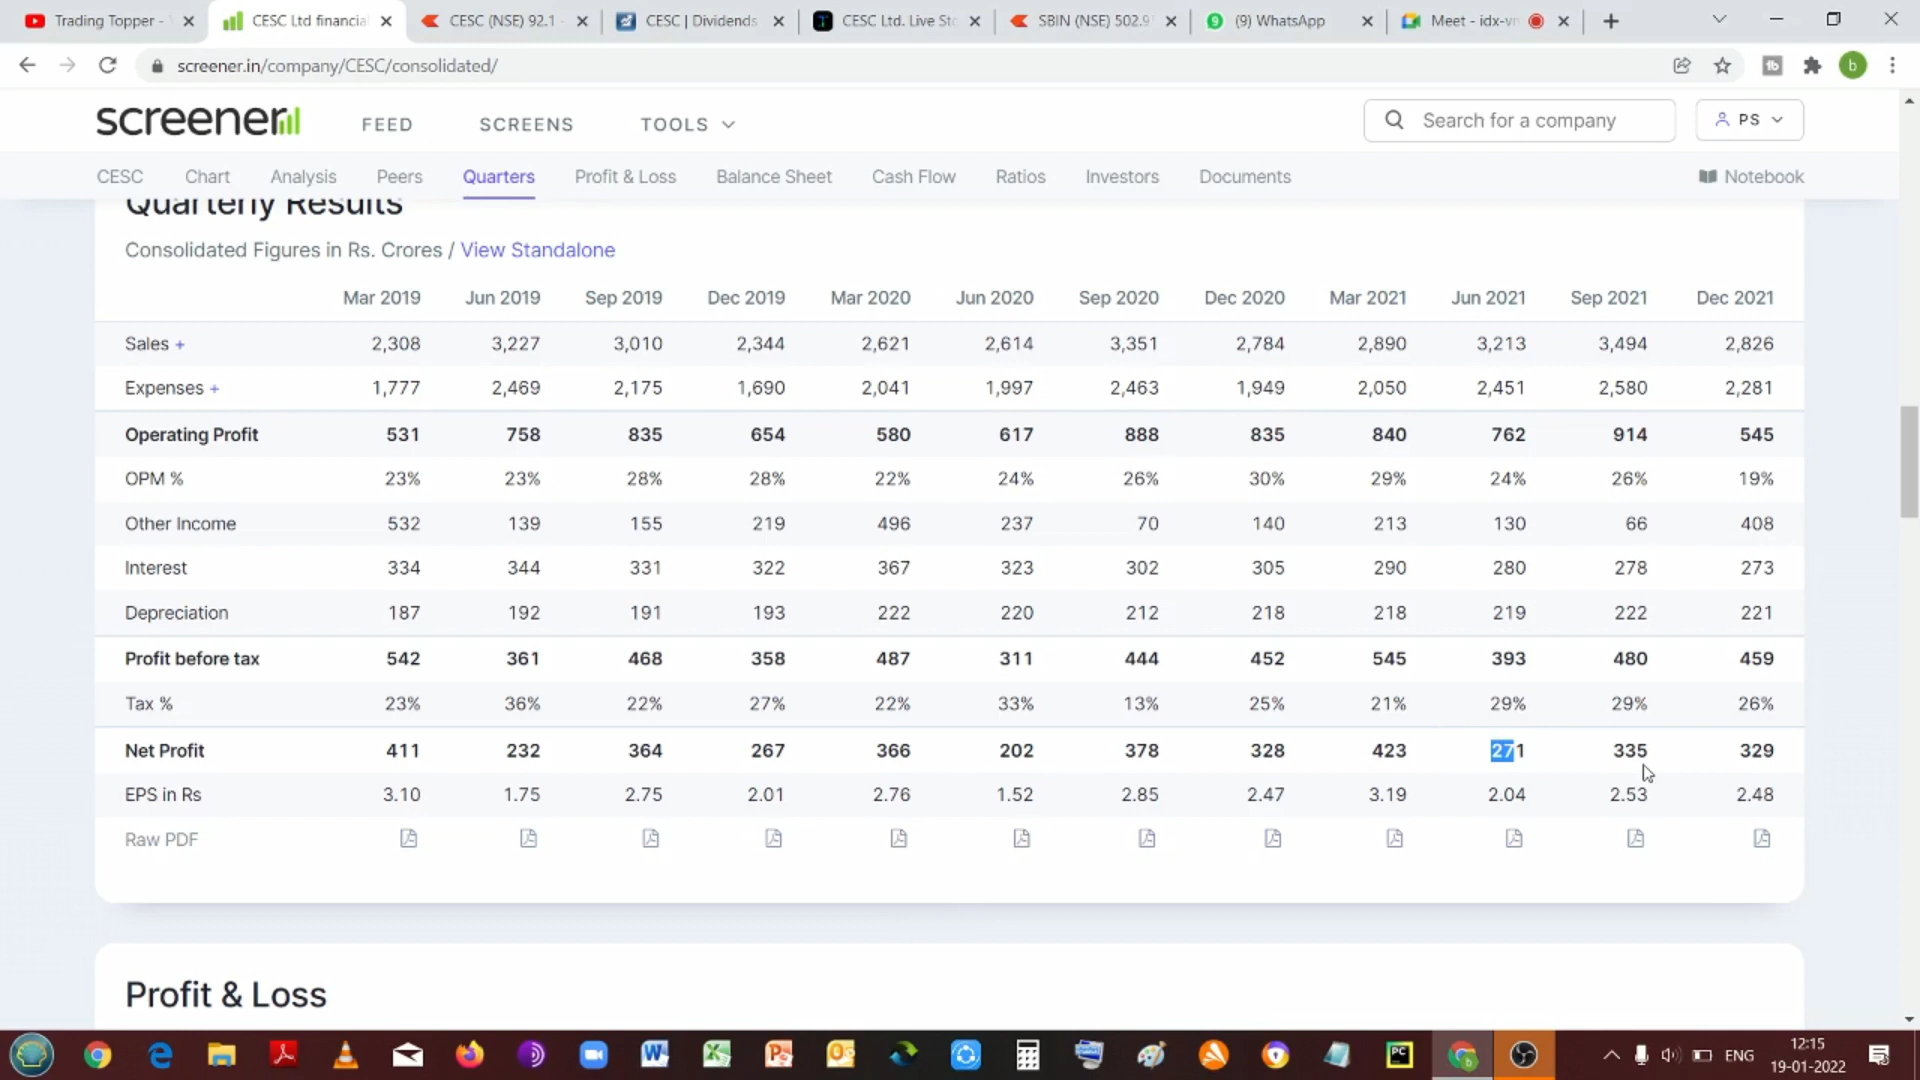 Trading Topper -
CESC Ltd financial
CESC (NSE) 92.1 -
CESC | Dividends
CESC Ltd. Live Sto
SBIN (NSE) 502.9
(9) WhatsApp
Meet - idx-vn
screener.in/company/CESC/consolidated/
b
screener
FEED SCREENS TOOLS
Search for a company
PS
CESC Chart Analysis Peers Quarters Profit & Loss Balance Sheet Cash Flow Ratios Investors Documents Notebook
Quarterly Results
Consolidated Figures in Rs. Crores / View Standalone
Mar 2019 Jun 2019 Sep 2019 Dec 2019 Mar 2020 Jun 2020 Sep 2020 Dec 2020 Mar 2021 Jun 2021 Sep 2021 Dec 2021
Sales + 2,308 3,227 3,010 2,344 2,621 2,614 3,351 2,784 2,890 3,213 3,494 2,826
Expenses + 1,777 2,469 2,175 1,690 2,041 1,997 2,463 1,949 2,050 2,451 2,580 2,281
Operating Profit 531 758 835 654 580 617 888 835 840 762 914 545
OPM % 23% 23% 28% 28% 22% 24% 26% 30% 29% 24% 26% 19%
Other Income 532 139 155 219 496 237 70 140 213 130 66 408
Interest 334 344 331 322 367 323 302 305 290 280 278 273
Depreciation 187 192 191 193 222 220 212 218 218 219 222 221
Profit before tax 542 361 468 358 487 311 444 452 545 393 480 459
Tax % 23% 36% 22% 27% 22% 33% 13% 25% 21% 29% 29% 26%
Net Profit 411 232 364 267 366 202 378 328 423 271 335 329
EPS in Rs 3.10 1.75 2.75 2.01 2.76 1.52 2.85 2.47 3.19 2.04 2.53 2.48
Raw PDF
Profit & Loss
ENG
12:15
19-01-2022